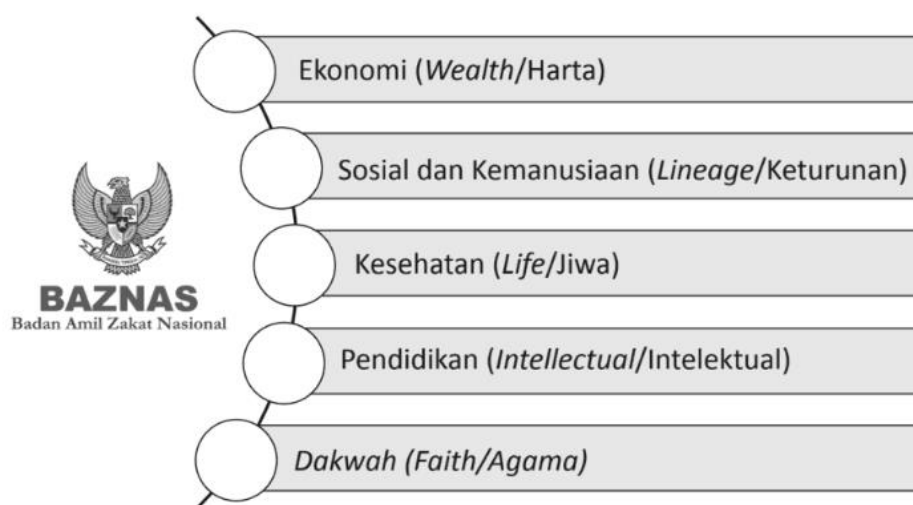 Ekonomi (Wealth/Harta)
Sosial dan Kemanusiaan (Lineage/Keturunan)
Kesehatan (Life/Jiwa)
Pendidikan (Intellectual/Intelektual)
Dakwah (Faith/Agama)
BAZNAS
Badan Amil Zakat Nasional